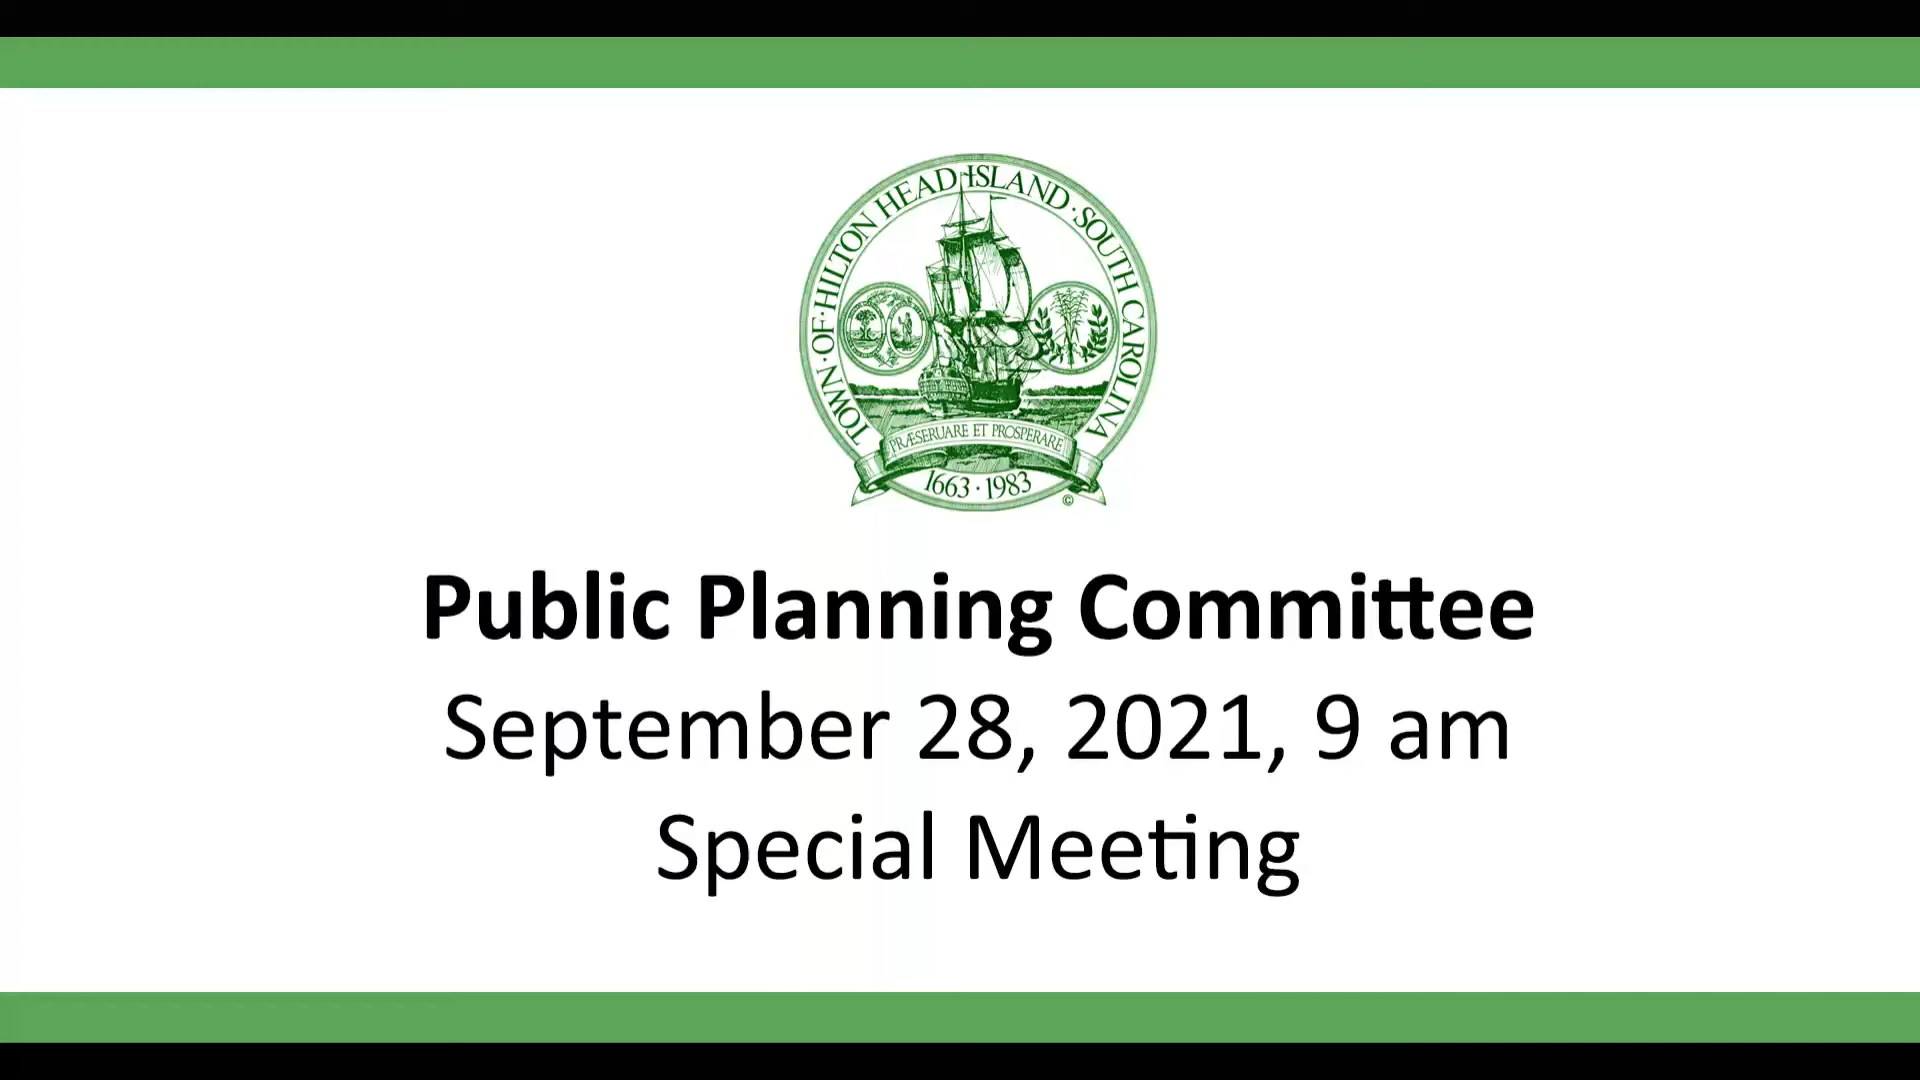 TOWN·OF·HILTON HEAD ISLAND·SOUTH CAROLINA
PRÆSERUARE ET PROSPERARE
1663·1983
©
Public Planning Committee
September 28, 2021, 9 am
Special Meeting